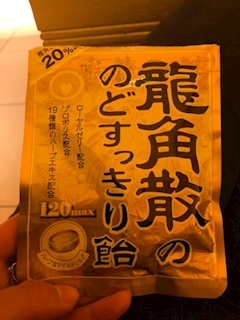 20%
龍角散の
のどすっきり飴
ローヤルゼリー配合
プロポリス配合
19種類のハーブエキス配合
120max